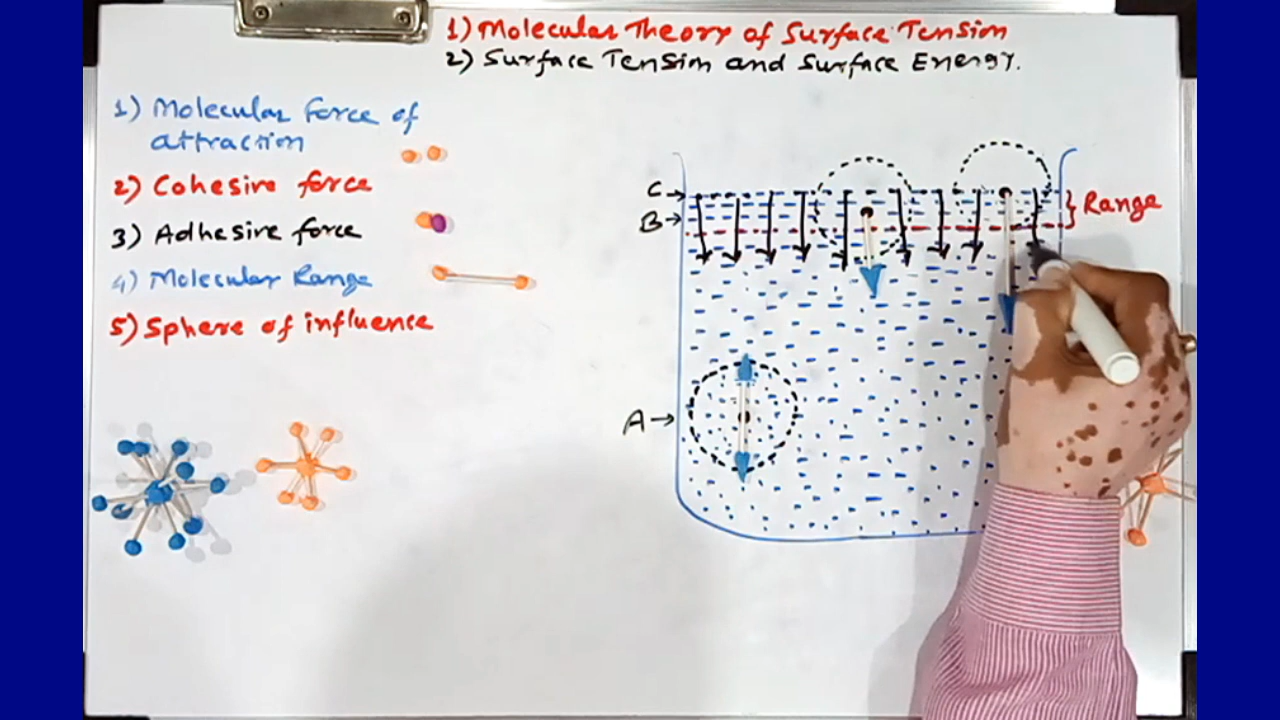 1) Molecular Theory of Surface Tension
2) Surface Tension and Surface Energy.
1) Molecular force of
attraction
2) Cohesive force
3) Adhesive force
4) Molecular Range
5) Sphere of influence
C→
B→
} Range
A→